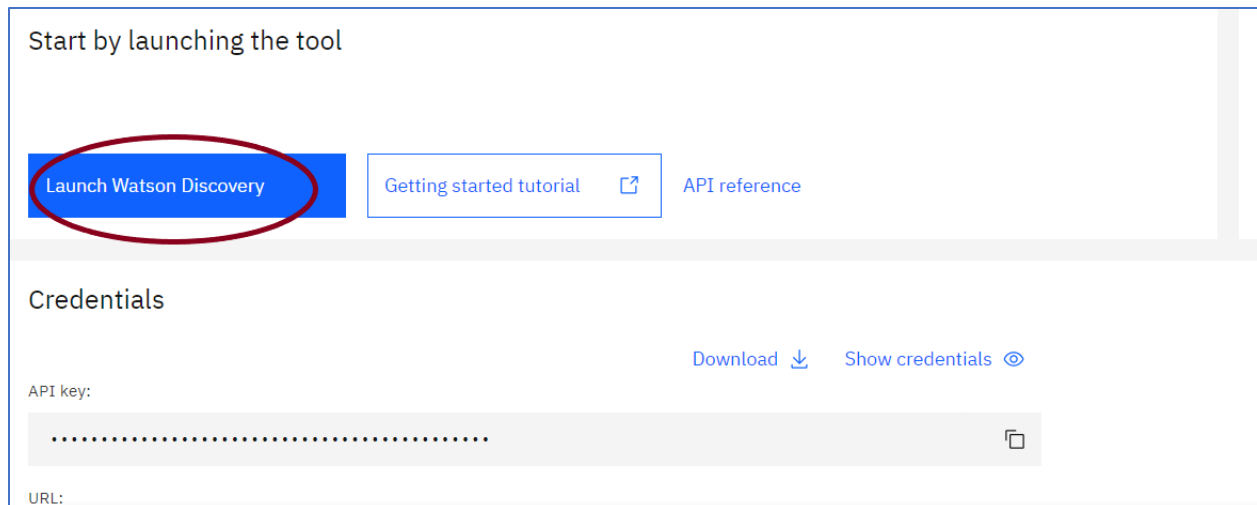 Start by launching the tool
Launch Watson Discovery
Getting started tutorial
API reference
Credentials
Download
Show credentials
API key:
............................................
URL: